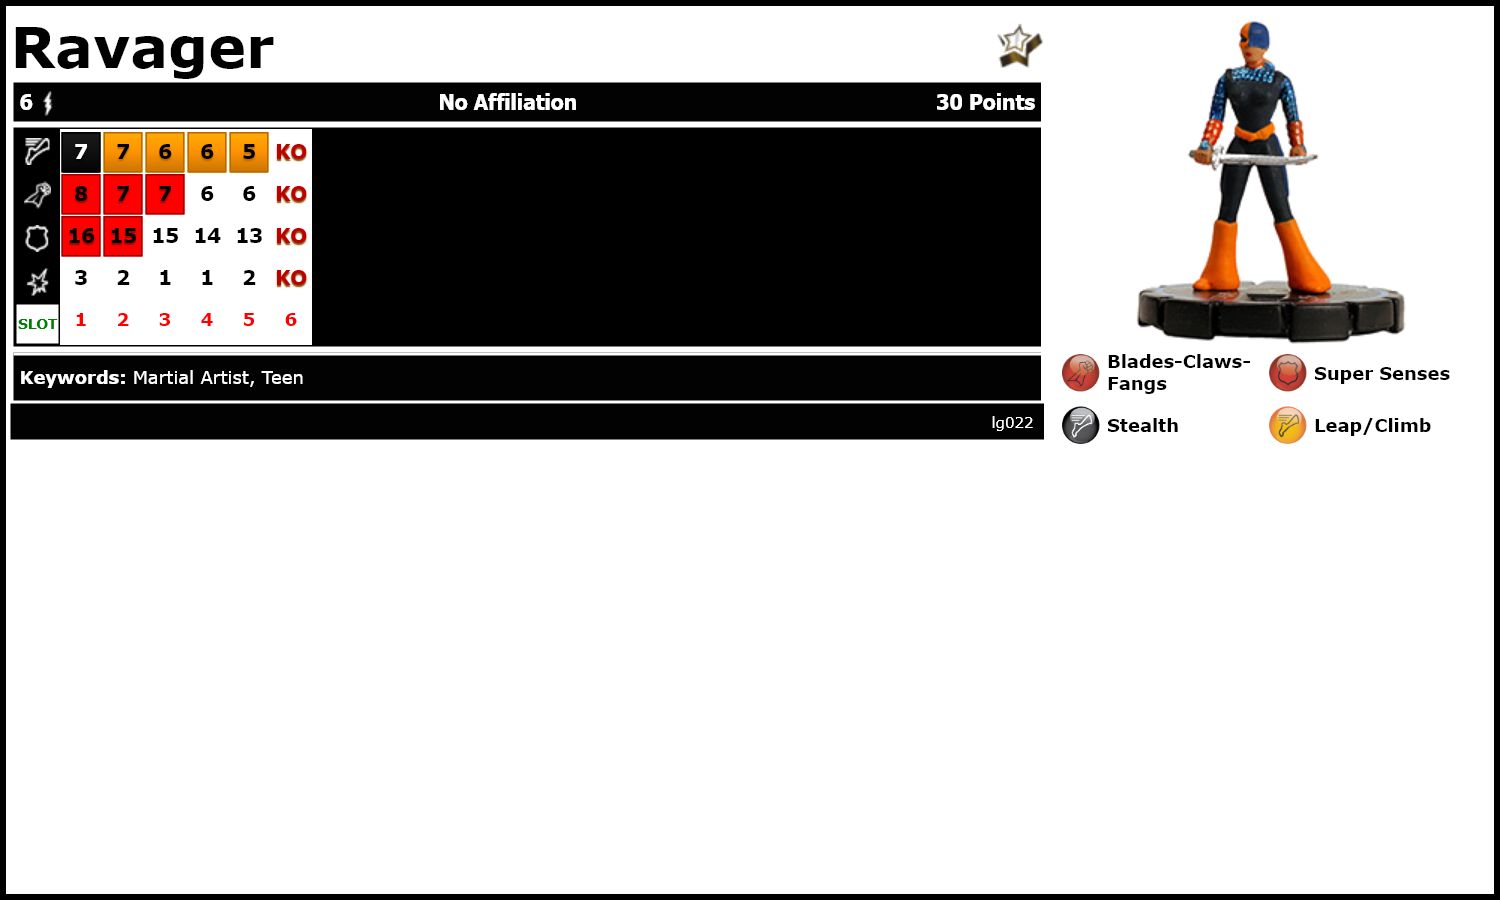 Ravager
6 No Affiliation 30 Points
7 7 6 6 5 KO
8 7 7 6 6 KO
16 15 15 14 13 KO
3 2 1 1 2 KO
SLOT 1 2 3 4 5 6
Keywords: Martial Artist, Teen
lg022
Blades-Claws-
Fangs
Super Senses
Stealth
Leap/Climb